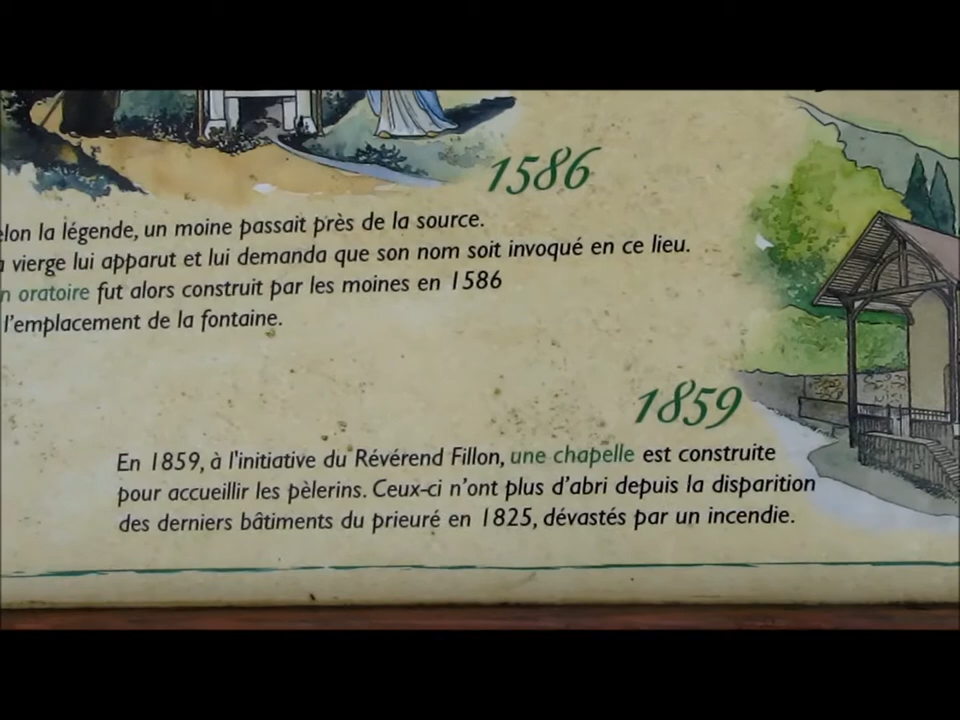 1586
elon la légende, un moine passait près de la source.
vierge lui apparut et lui demanda que son nom soit invoqué en ce lieu.
n oratoire fut alors construit par les moines en 1586
l'emplacement de la fontaine.
1859
En 1859, à l'initiative du Révérend Fillon, une chapelle est construite
pour accueillir les pèlerins. Ceux-ci n'ont plus d'abri depuis la disparition
des derniers bâtiments du prieuré en 1825, dévastés par un incendie.